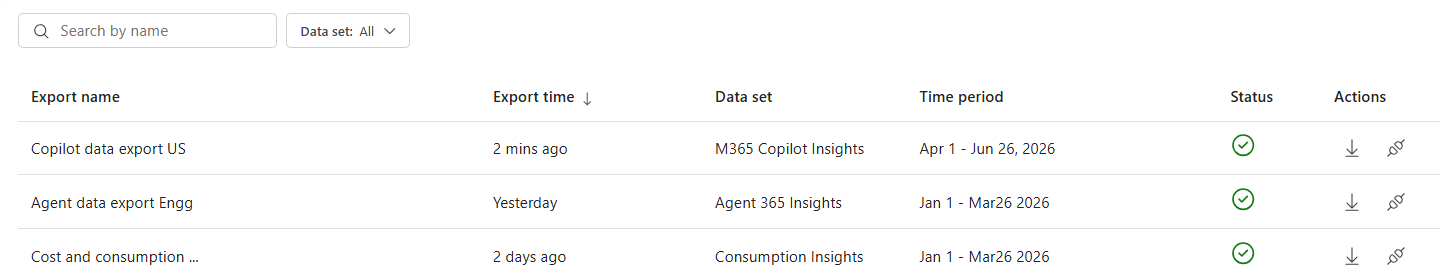 Search by name
Data set: All
Export name Export time Data set Time period Status Actions
Copilot data export US 2 mins ago M365 Copilot Insights Apr 1 - Jun 26, 2026
Agent data export Engg Yesterday Agent 365 Insights Jan 1 - Mar26 2026
Cost and consumption ... 2 days ago Consumption Insights Jan 1 - Mar26 2026